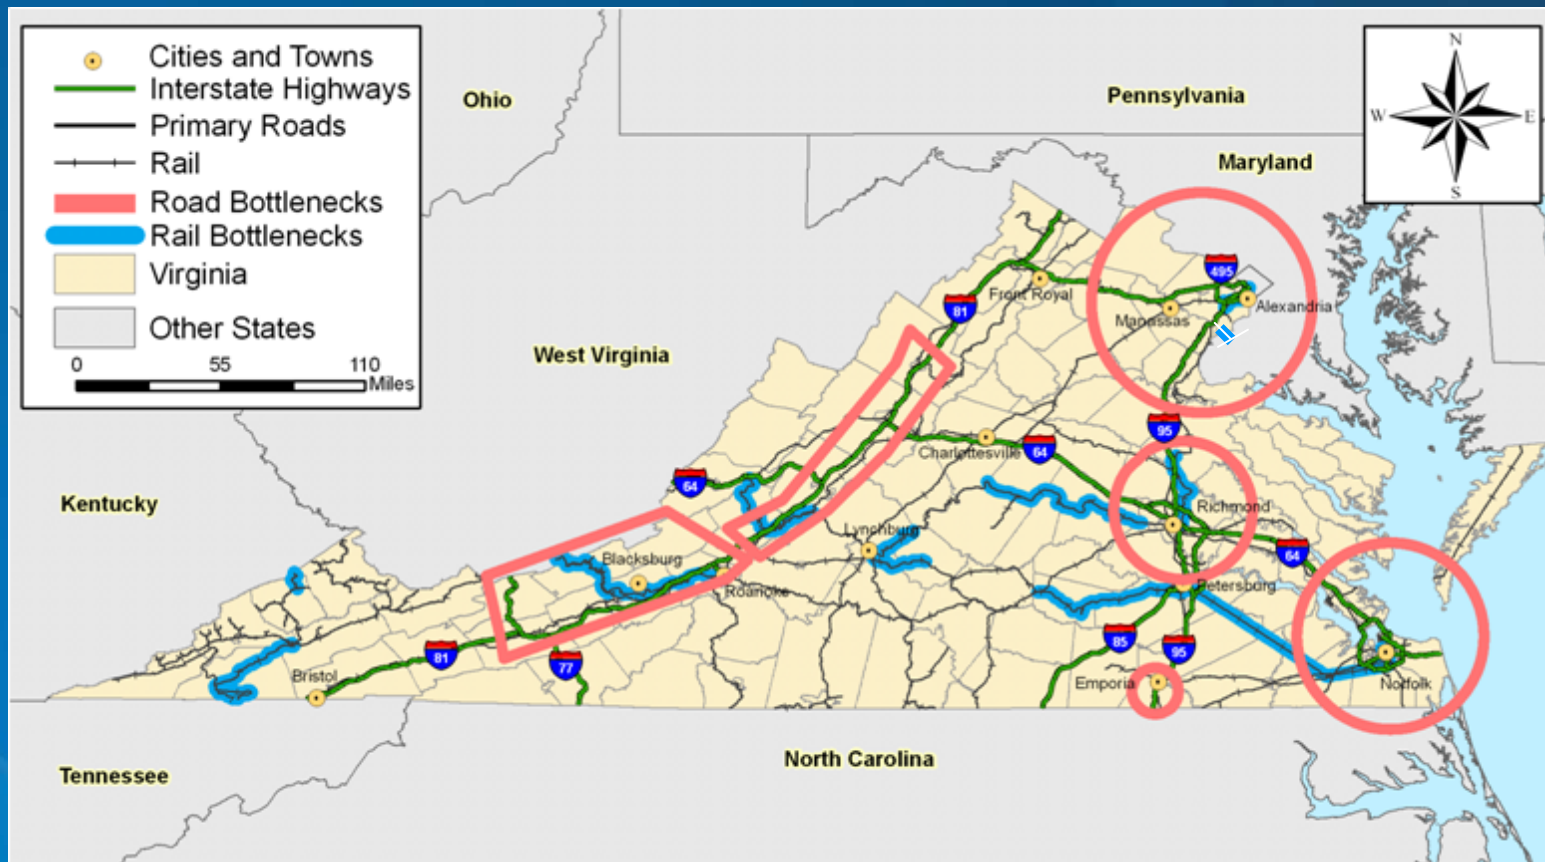 Cities and Towns
Interstate Highways
Primary Roads
Rail
Road Bottlenecks
Rail Bottlenecks
Virginia
Other States
0 55 110
Miles
N
W E
S
Ohio
Pennsylvania
Maryland
West Virginia
Kentucky
Tennessee
North Carolina
495
Front Royal
Manassas
Alexandria
81
95
Charlottesville
64
64
Richmond
Lynchburg
64
Blacksburg
Roanoke
Petersburg
85
95
81
77
Bristol
Emporia
Norfolk